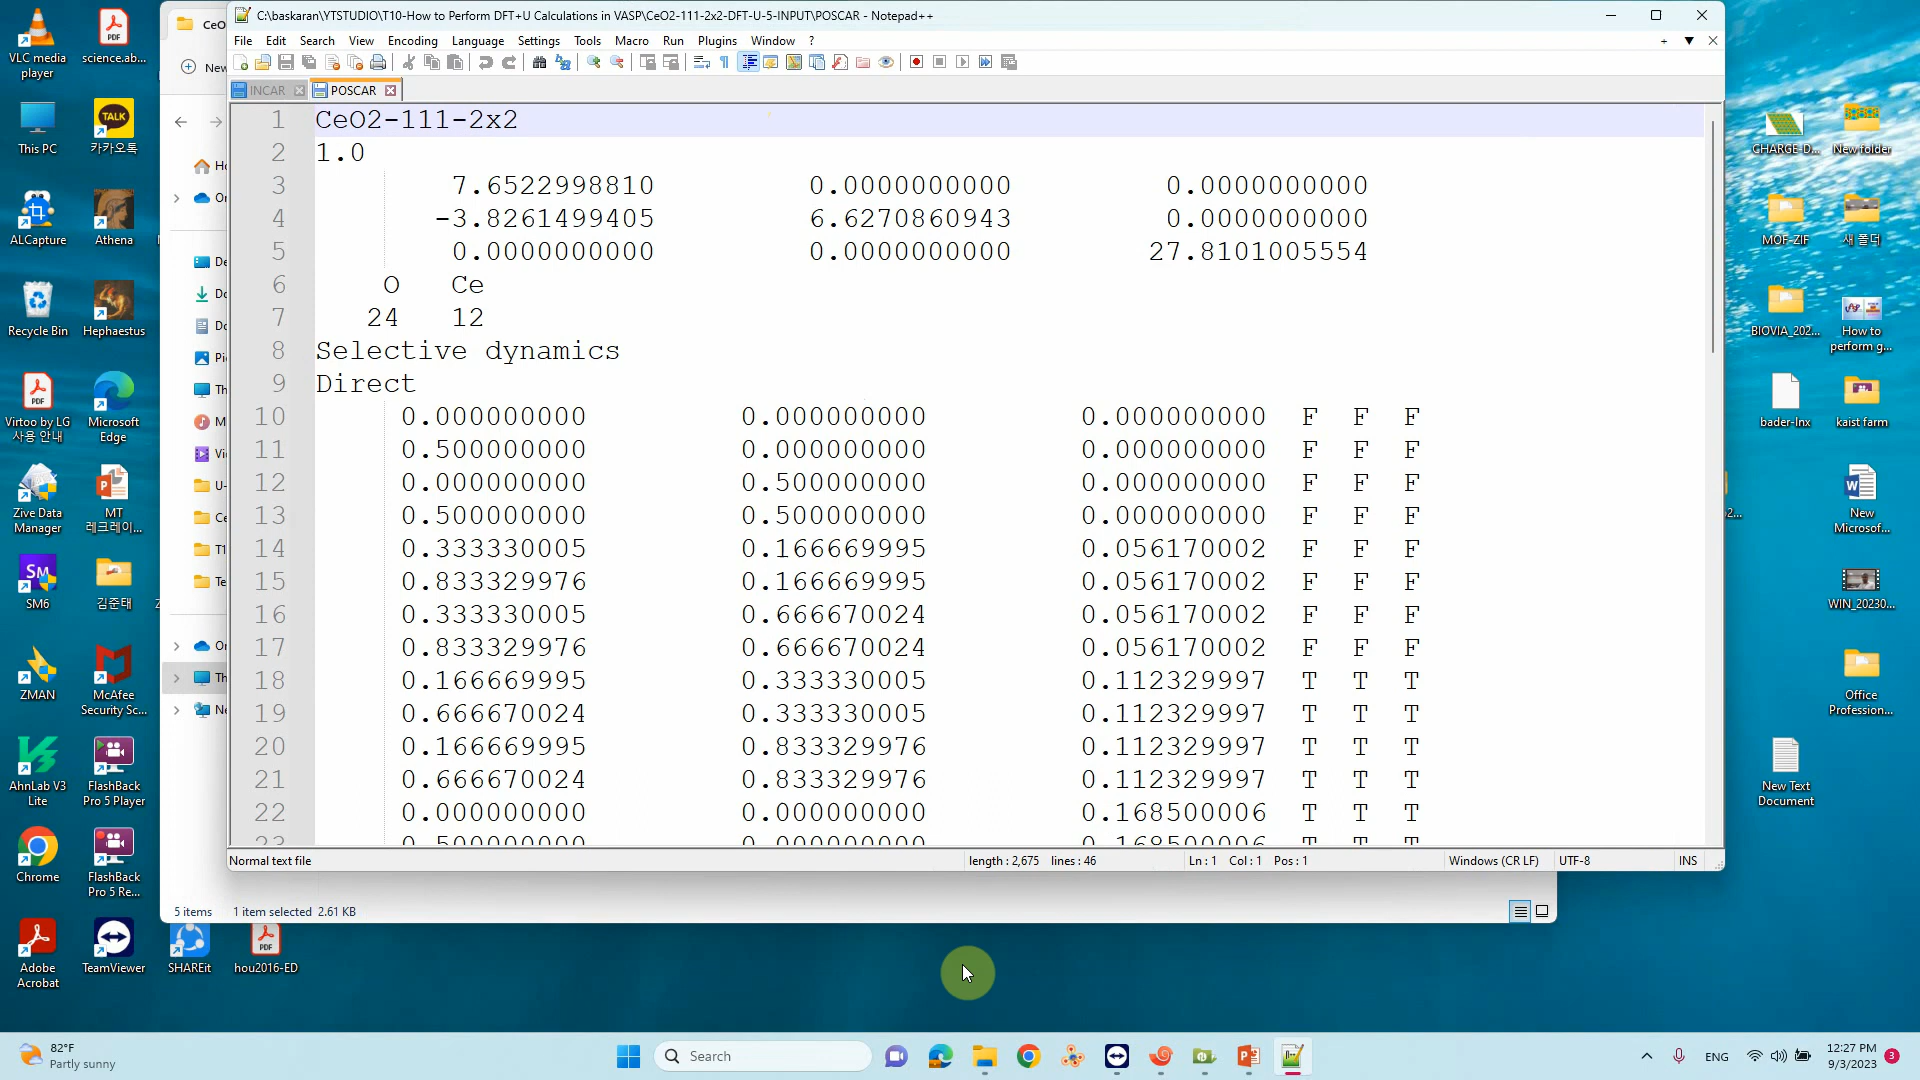 C:\baskaran\YTSTUDIO\T10-How to Perform DFT+U Calculations in VASP\CeO2-111-2x2-DFT-U-5-INPUT\POSCAR - Notepad++
File Edit Search View Encoding Language Settings Tools Macro Run Plugins Window ?
INCAR POSCAR
1 CeO2-111-2x2
2 1.0
3 7.6522998810 0.0000000000 0.0000000000
4 -3.8261499405 6.6270860943 0.0000000000
5 0.0000000000 0.0000000000 27.8101005554
6 O Ce
7 24 12
8 Selective dynamics
9 Direct
10 0.000000000 0.000000000 0.000000000 F F F
11 0.500000000 0.000000000 0.000000000 F F F
12 0.000000000 0.500000000 0.000000000 F F F
13 0.500000000 0.500000000 0.000000000 F F F
14 0.333330005 0.166669995 0.056170002 F F F
15 0.833329976 0.166669995 0.056170002 F F F
16 0.333330005 0.666670024 0.056170002 F F F
17 0.833329976 0.666670024 0.056170002 F F F
18 0.166669995 0.333330005 0.112329997 T T T
19 0.666670024 0.333330005 0.112329997 T T T
20 0.166669995 0.833329976 0.112329997 T T T
21 0.666670024 0.833329976 0.112329997 T T T
22 0.000000000 0.000000000 0.168500006 T T T
23 0.500000000 0.000000000 0.168500006 T T T
Normal text file length : 2,675 lines : 46 Ln : 1 Col : 1 Pos : 1 Windows (CR LF) UTF-8 INS
5 items 1 item selected 2.61 KB
VLC media
player
science.ab...
This PC
카카오톡
ALCapture
Athena
Recycle Bin
Hephaestus
Virtoo by LG
사용 안내
Microsoft
Edge
Zive Data
Manager
MT
레크레이...
SM6
김준태
ZMAN
McAfee
Security Sc...
AhnLab V3
Lite
FlashBack
Pro 5 Player
Chrome
FlashBack
Pro 5 Re...
Adobe
Acrobat
TeamViewer
SHAREit
hou2016-ED
CHARGE-D...
New folder
MOF-ZIF
새 폴더
BIOVIA_202...
How to
perform g...
bader-lnx
kaist farm
New
Microsof...
WIN_20230...
Office
Profession...
New Text
Document
82°F
Partly sunny
Search
ENG
12:27 PM
9/3/2023
3